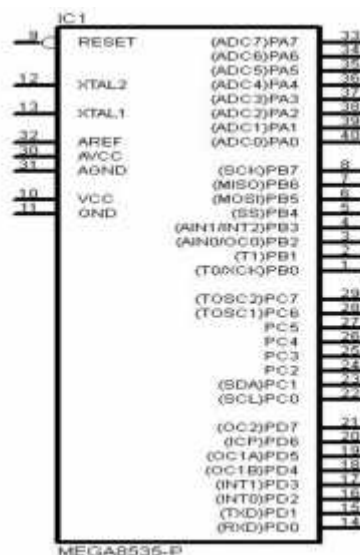 IC1
9 RESET (ADC7)PA7 33
(ADC6)PA6 34
(ADC5)PA5 35
12 XTAL2 (ADC4)PA4 36
(ADC3)PA3 37
13 XTAL1 (ADC2)PA2 38
(ADC1)PA1 39
32 AREF (ADC0)PA0 40
30 AVCC
31 AGND (SCK)PB7 8
(MISO)PB6 7
10 VCC (MOSI)PB5 6
11 GND (SS)PB4 5
(AIN1/INT2)PB3 4
(AIN0/OC0)PB2 3
(T1)PB1 2
(T0/XCK)PB0 1
(TOSC2)PC7 29
(TOSC1)PC6 28
PC5 27
PC4 26
PC3 25
PC2 24
(SDA)PC1 23
(SCL)PC0 22
(OC2)PD7 21
(ICP)PD6 20
(OC1A)PD5 19
(OC1B)PD4 18
(INT1)PD3 17
(INT0)PD2 16
(TXD)PD1 15
(RXD)PD0 14
MEGA8535-P